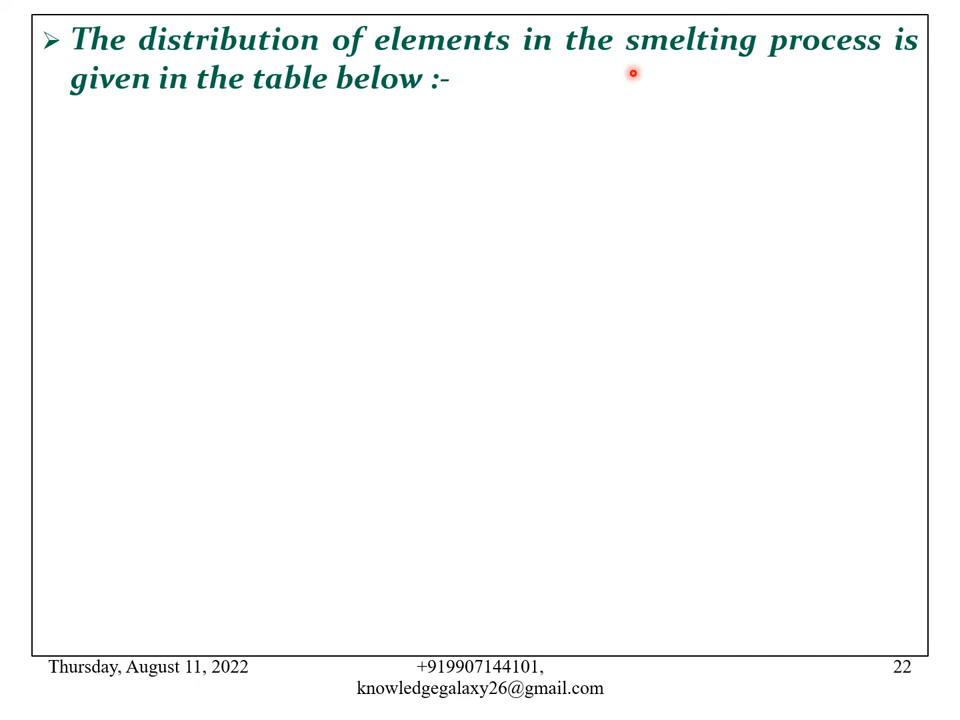 The distribution of elements in the smelting process is
given in the table below :-
Thursday, August 11, 2022
+919907144101,
knowledgegalaxy26@gmail.com
22